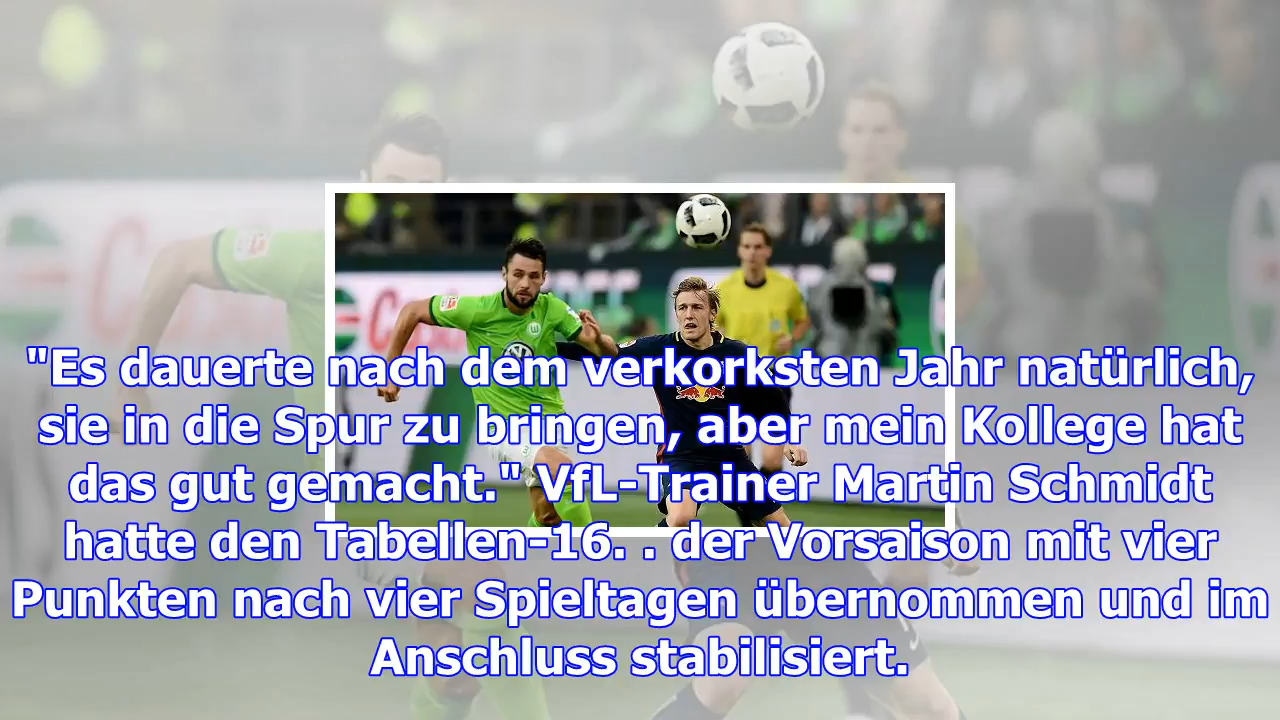 "Es dauerte nach dem verkorksten Jahr natürlich,
sie in die Spur zu bringen, aber mein Kollege hat
das gut gemacht." VfL-Trainer Martin Schmidt
hatte den Tabellen-16. . der Vorsaison mit vier
Punkten nach vier Spieltagen übernommen und im
Anschluss stabilisiert.